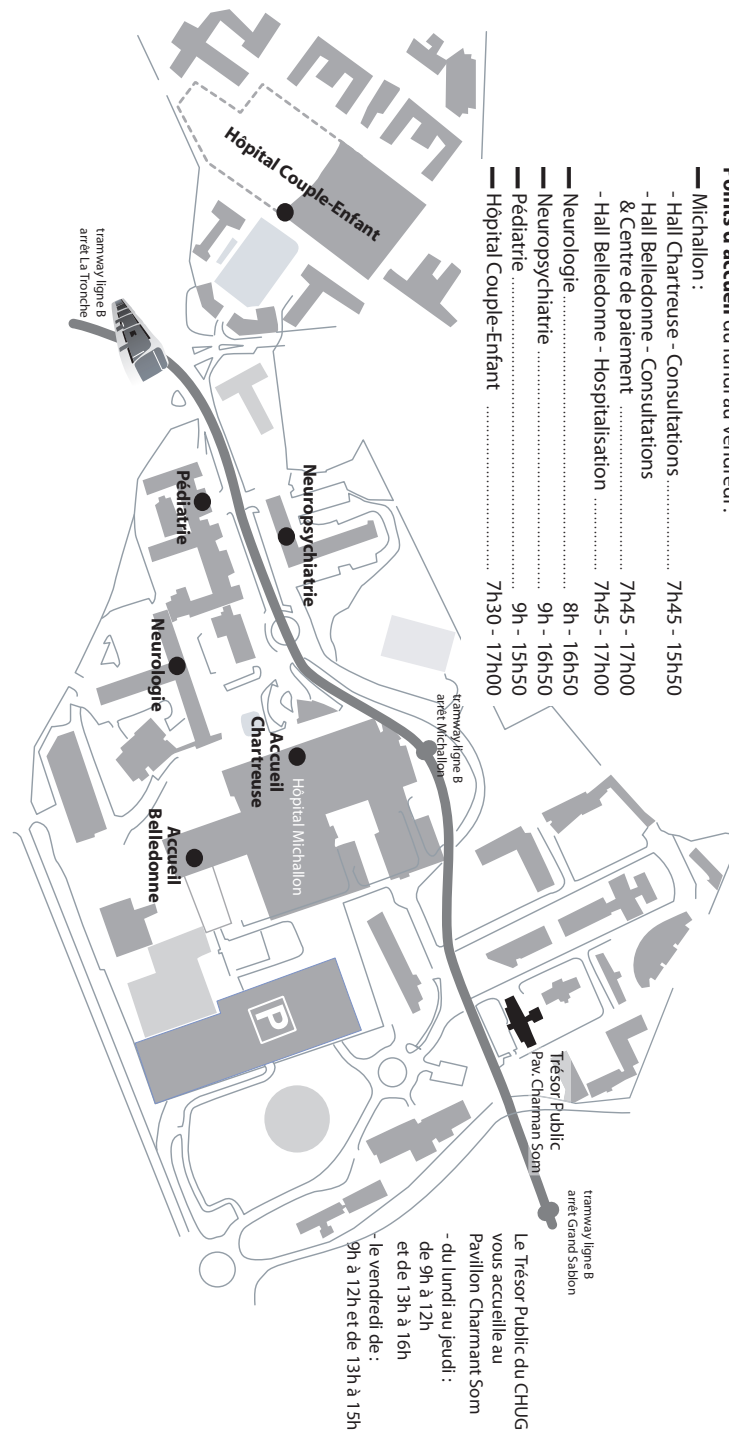 Points d'accueil du lundi au vendredi :
Michallon :
- Hall Chartreuse - Consultations ............... 7h45 - 15h50
- Hall Belledonne - Consultations
& Centre de paiement ............................... 7h45 - 17h00
- Hall Belledonne - Hospitalisation ............ 7h45 - 17h00
Neurologie ................................................. 8h - 16h50
Neuropsychiatrie ....................................... 9h - 16h50
Pédiatrie ..................................................... 9h - 15h50
Hôpital Couple-Enfant .............................. 7h30 - 17h00
Hôpital Couple-Enfant
tramway ligne B
arrêt La Tronche
Neuropsychiatrie
Pédiatrie
Neurologie
tramway ligne B
arrêt Michallon
Accueil
Chartreuse
Hôpital Michallon
Accueil
Belledonne
P
Trésor Public
Pav. Charman Som
tramway ligne B
arrêt Grand Sablon
Le Trésor Public du CHUG
vous accueille au
Pavillon Charmant Som
- du lundi au jeudi :
de 9h à 12h
et de 13h à 16h
- le vendredi de :
9h à 12h et de 13h à 15h